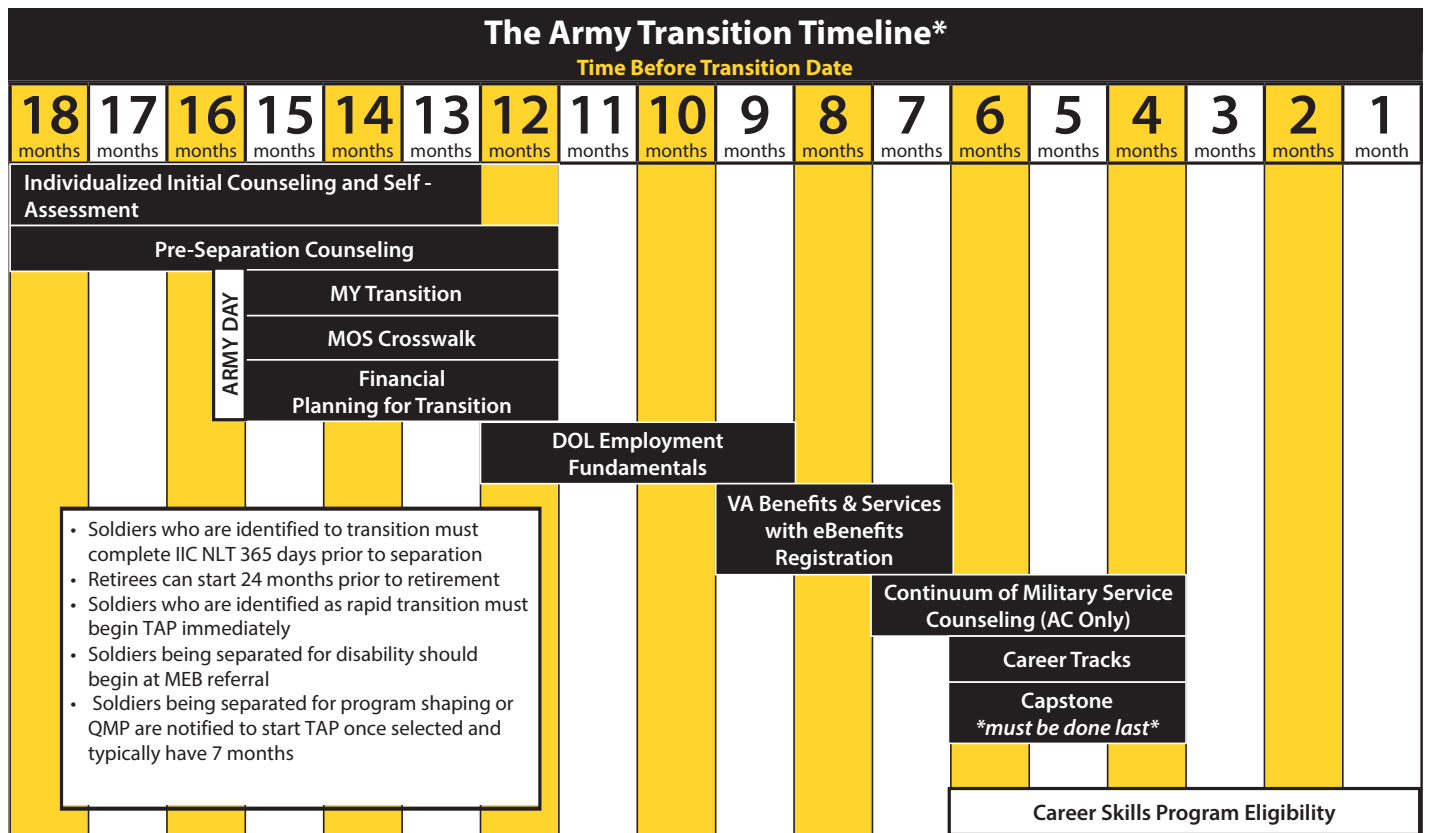 The Army Transition Timeline*
Time Before Transition Date
18 17 16 15 14 13 12 11 10 9 8 7 6 5 4 3 2 1
months months months months months months months months months months months months months months months months months month
Individualized Initial Counseling and Self -
Assessment
Pre-Separation Counseling
ARMY DAY
MY Transition
MOS Crosswalk
Financial
Planning for Transition
DOL Employment
Fundamentals
VA Benefits & Services
with eBenefits
Registration
Continuum of Military Service
Counseling (AC Only)
Career Tracks
Capstone
*must be done last*
Career Skills Program Eligibility
• Soldiers who are identified to transition must
complete IIC NLT 365 days prior to separation
• Retirees can start 24 months prior to retirement
• Soldiers who are identified as rapid transition must
begin TAP immediately
• Soldiers being separated for disability should
begin at MEB referral
• Soldiers being separated for program shaping or
QMP are notified to start TAP once selected and
typically have 7 months